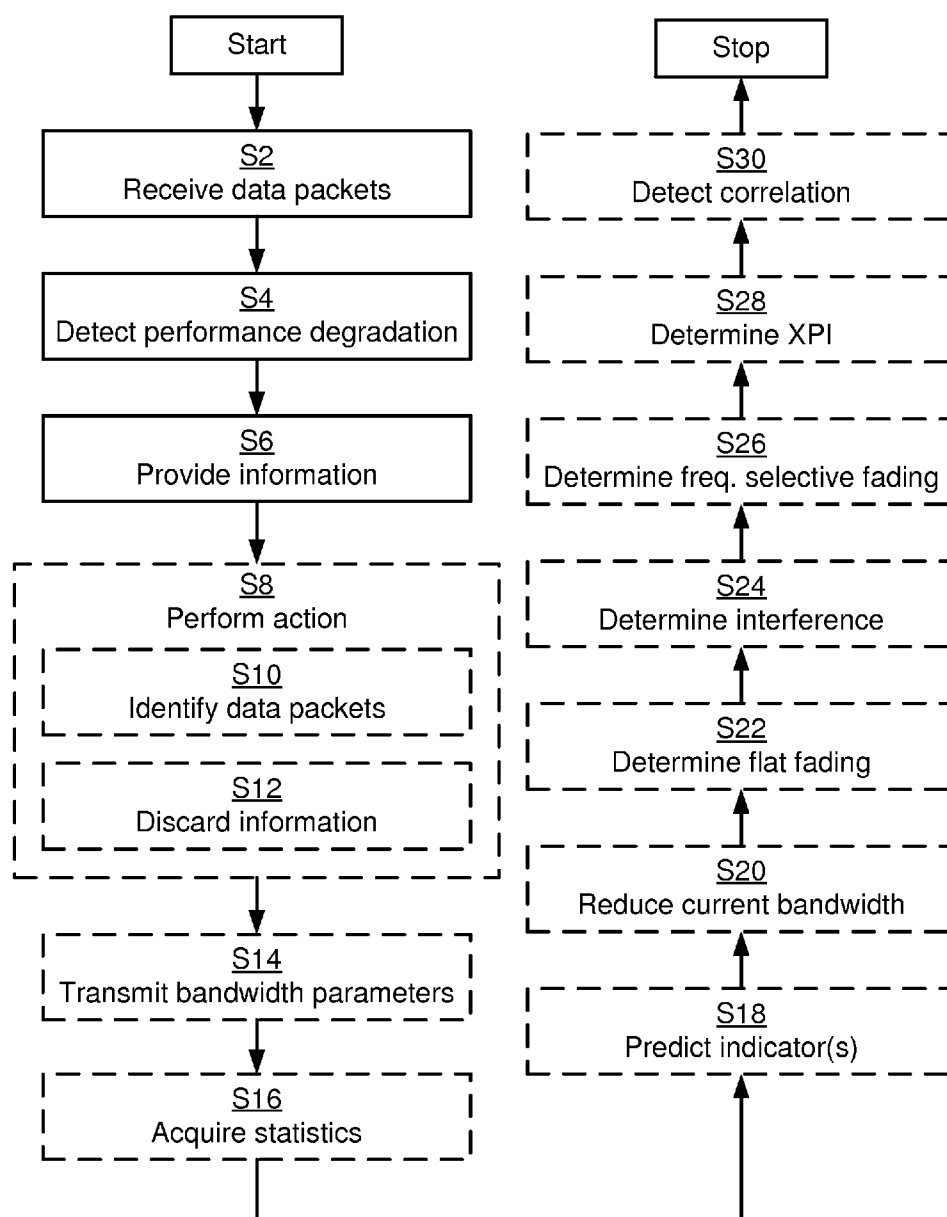 Start
S2
Receive data packets
S4
Detect performance degradation
S6
Provide information
S8
Perform action
S10
Identify data packets
S12
Discard information
S14
Transmit bandwidth parameters
S16
Acquire statistics
S18
Predict indicator(s)
S20
Reduce current bandwidth
S22
Determine flat fading
S24
Determine interference
S26
Determine freq. selective fading
S28
Determine XPI
S30
Detect correlation
Stop